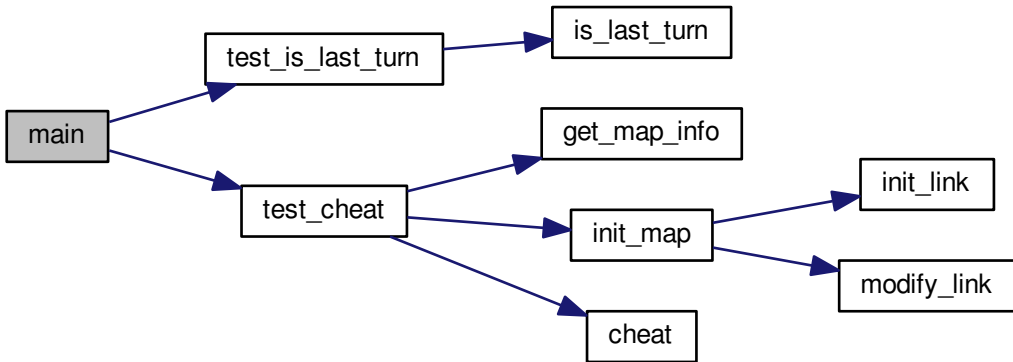 is_last_turn
test_is_last_turn
get_map_info
main
init_link
test_cheat
init_map
modify_link
cheat